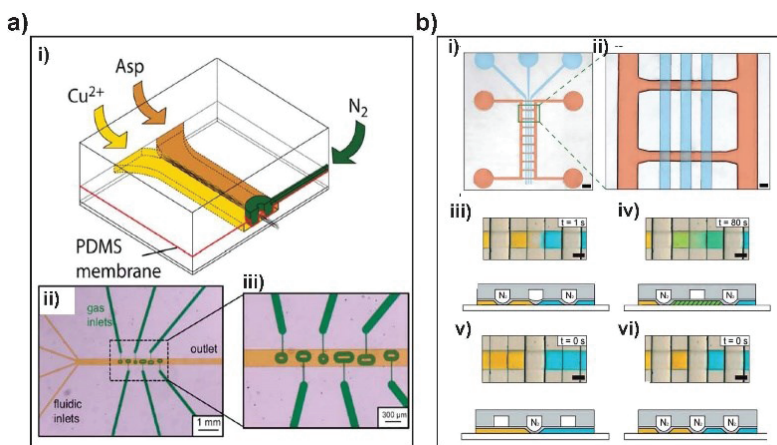 a)
i)
Asp
Cu2+
N2
PDMS
membrane
ii)
gas
inlets
outlet
fluidic
inlets
1 mm
iii)
300 µm
b)
i)
ii)
iii)
t = 1 s
N2
N2
iv)
t = 80 s
N2
N2
v)
t = 0 s
N2
vi)
t = 0 s
N2
N2
N2